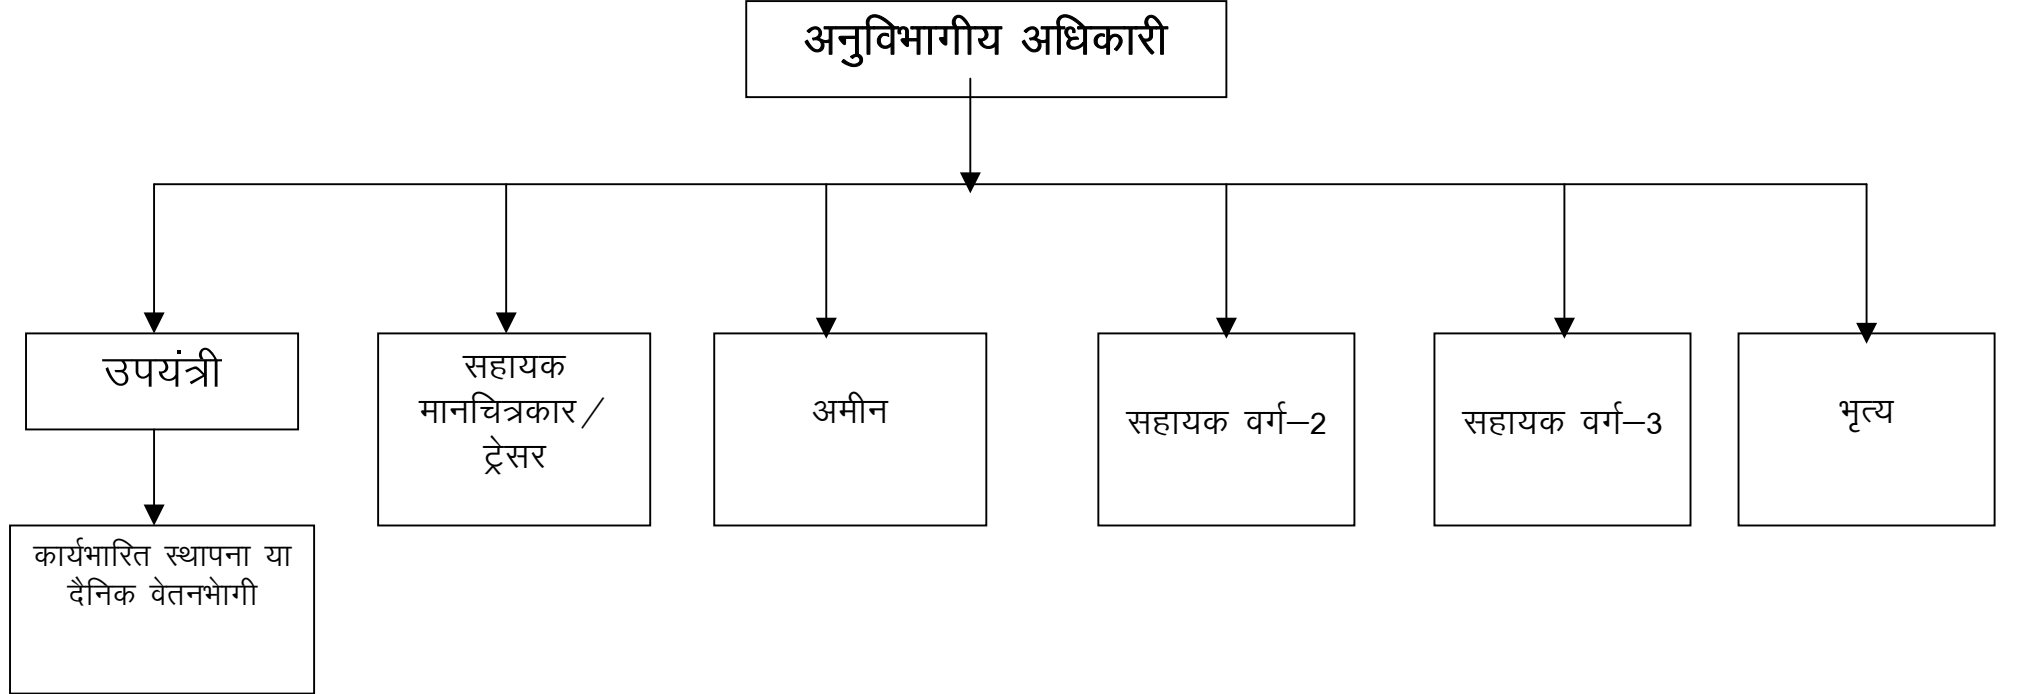 अनुविभागीय अधिकारी
उपयंत्री
सहायक
मानचित्रकार/
ट्रेसर
अमीन
सहायक वर्ग–2
सहायक वर्ग–3
भृत्य
कार्यभारित स्थापना या
दैनिक वेतनभेागी